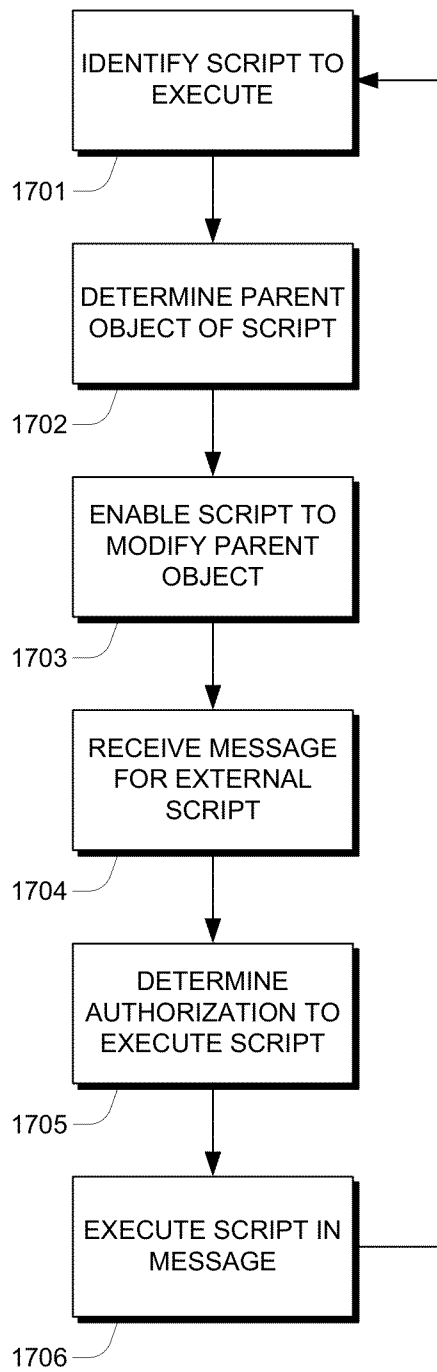 IDENTIFY SCRIPT TO
EXECUTE
1701
DETERMINE PARENT
OBJECT OF SCRIPT
1702
ENABLE SCRIPT TO
MODIFY PARENT
OBJECT
1703
RECEIVE MESSAGE
FOR EXTERNAL
SCRIPT
1704
DETERMINE
AUTHORIZATION TO
EXECUTE SCRIPT
1705
EXECUTE SCRIPT IN
MESSAGE
1706